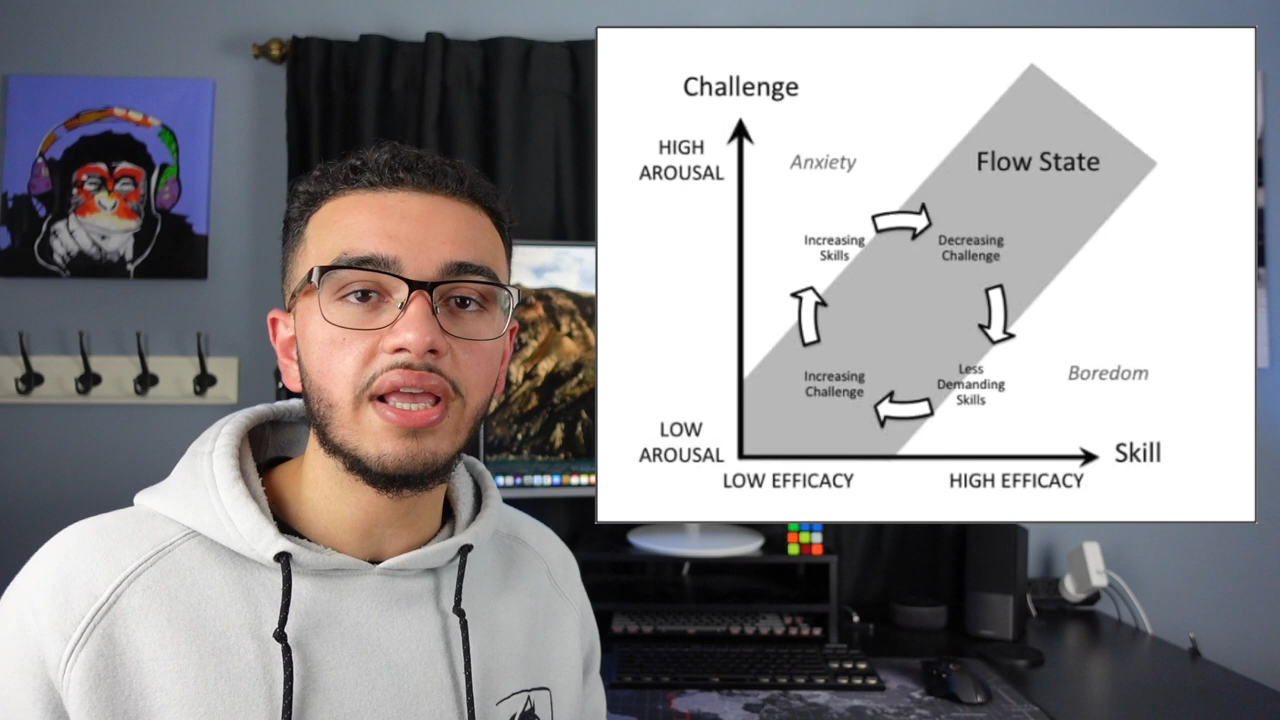 Challenge
HIGH
AROUSAL
Anxiety
Flow State
Increasing
Skills
Decreasing
Challenge
Increasing
Challenge
Less
Demanding
Skills
Boredom
LOW
AROUSAL
Skill
LOW EFFICACY
HIGH EFFICACY